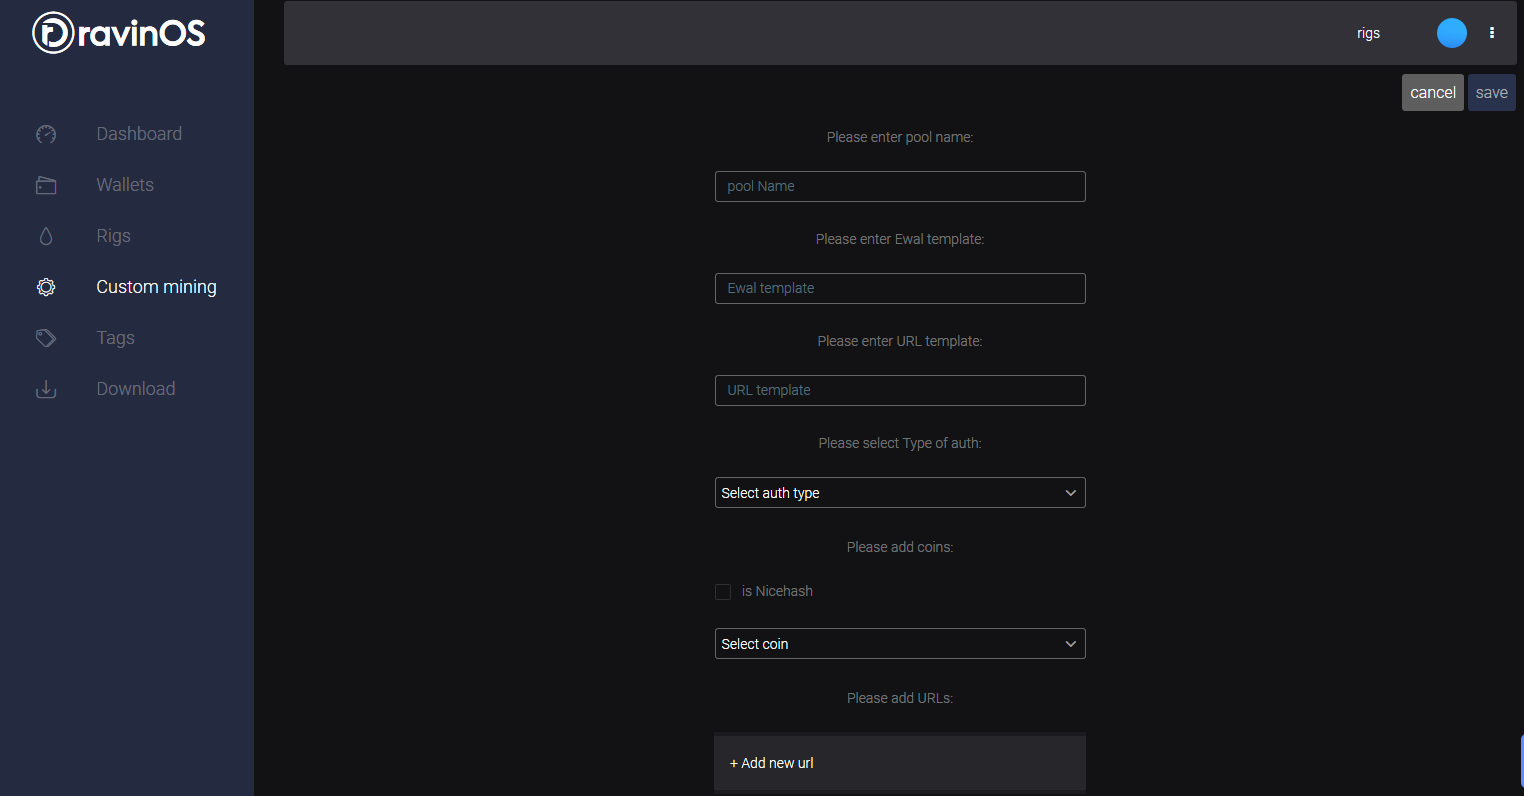 DravinOS
rigs
cancel
save
Dashboard
Wallets
Rigs
Custom mining
Tags
Download
Please enter pool name:
pool Name
Please enter Ewal template:
Ewal template
Please enter URL template:
URL template
Please select Type of auth:
Select auth type
Please add coins:
is Nicehash
Select coin
Please add URLs:
+ Add new url